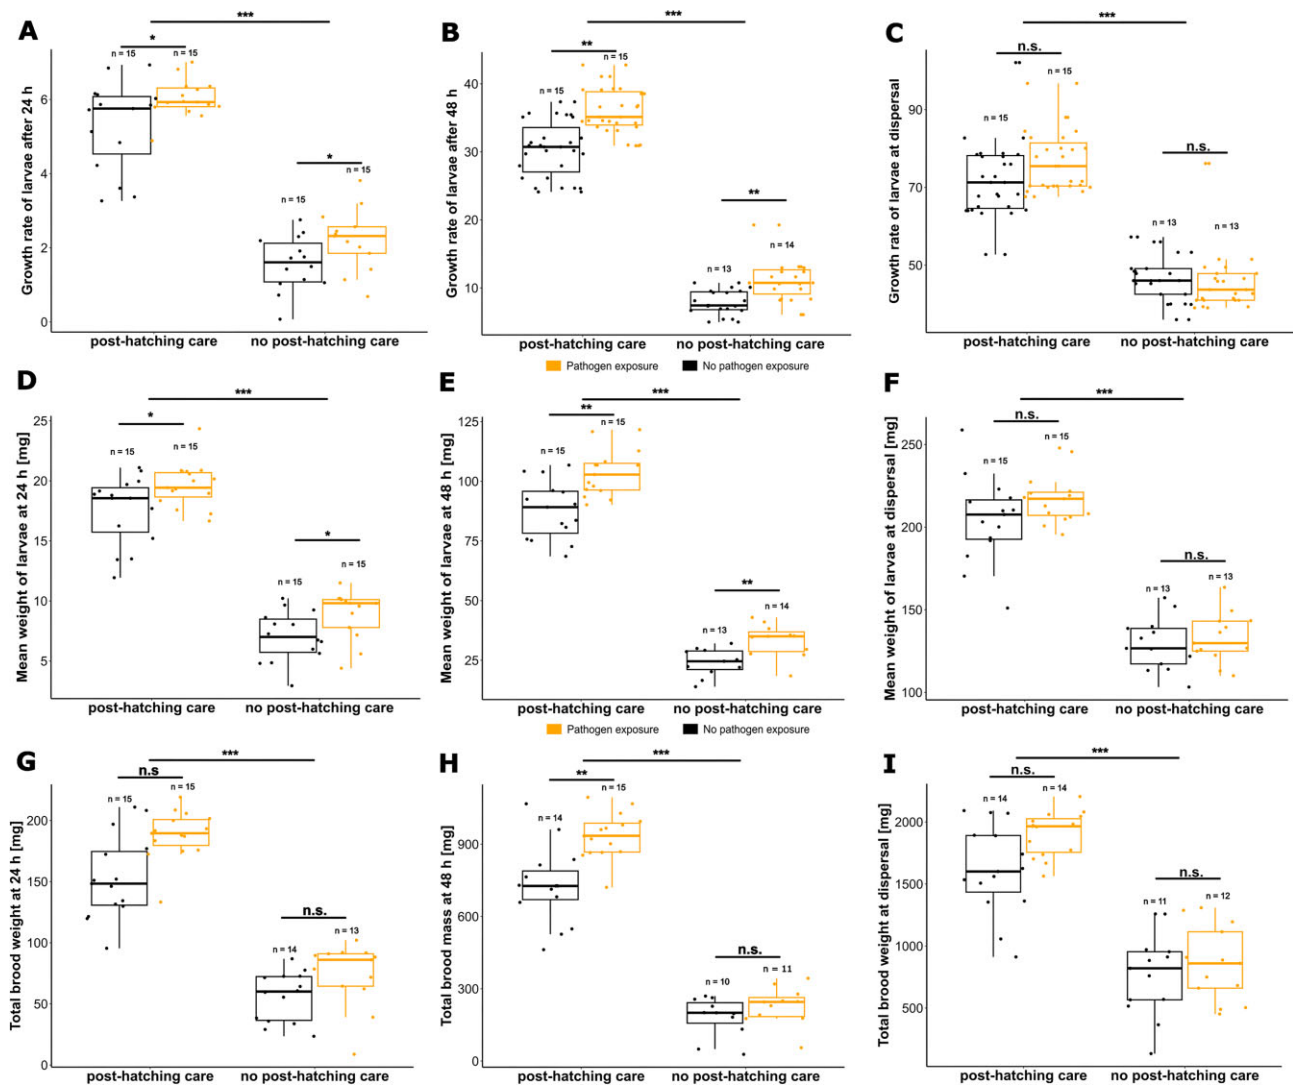 A
***
*
n = 15
n = 15
*
n = 15
n = 15
Growth rate of larvae after 24 h
6
4
2
0
post-hatching care
no post-hatching care
B
***
**
n = 15
n = 15
**
n = 13
n = 14
Growth rate of larvae after 48 h
40
30
20
10
post-hatching care
no post-hatching care
C
***
n.s.
n = 15
n = 15
n.s.
n = 13
n = 13
Growth rate of larvae at dispersal
90
70
50
post-hatching care
no post-hatching care
Pathogen exposure
No pathogen exposure
D
***
*
n = 15
n = 15
*
n = 15
n = 15
Mean weight of larvae at 24 h [mg]
25
20
15
10
5
post-hatching care
no post-hatching care
E
***
**
n = 15
n = 15
**
n = 13
n = 14
Mean weight of larvae at 48 h [mg]
125
100
75
50
25
post-hatching care
no post-hatching care
F
***
n.s.
n = 15
n = 15
n.s.
n = 13
n = 13
Mean weight of larvae at dispersal [mg]
250
200
150
100
post-hatching care
no post-hatching care
Pathogen exposure
No pathogen exposure
G
***
n.s
n = 15
n = 15
n.s.
n = 14
n = 13
Total brood weight at 24 h [mg]
200
150
100
50
0
post-hatching care
no post-hatching care
H
***
**
n = 14
n = 15
n.s.
n = 10
n = 11
Total brood mass at 48 h [mg]
900
600
300
0
post-hatching care
no post-hatching care
I
***
n.s.
n = 14
n = 14
n.s.
n = 11
n = 12
Total brood weight at dispersal [mg]
2000
1500
1000
500
post-hatching care
no post-hatching care